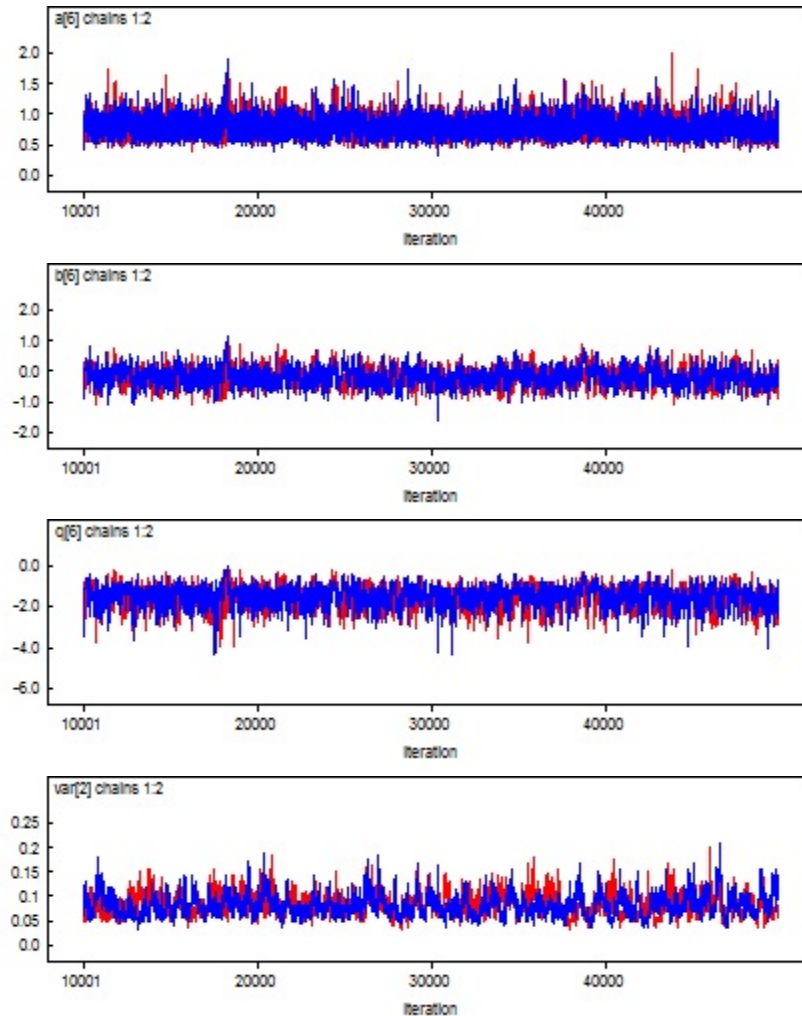 a[6] chains 1:2
2.0
1.5
1.0
0.5
0.0
10001 20000 30000 40000
iteration
b[6] chains 1:2
2.0
1.0
0.0
-1.0
-2.0
10001 20000 30000 40000
iteration
q[6] chains 1:2
0.0
-2.0
-4.0
-6.0
10001 20000 30000 40000
iteration
var[2] chains 1:2
0.25
0.2
0.15
0.1
0.05
0.0
10001 20000 30000 40000
iteration